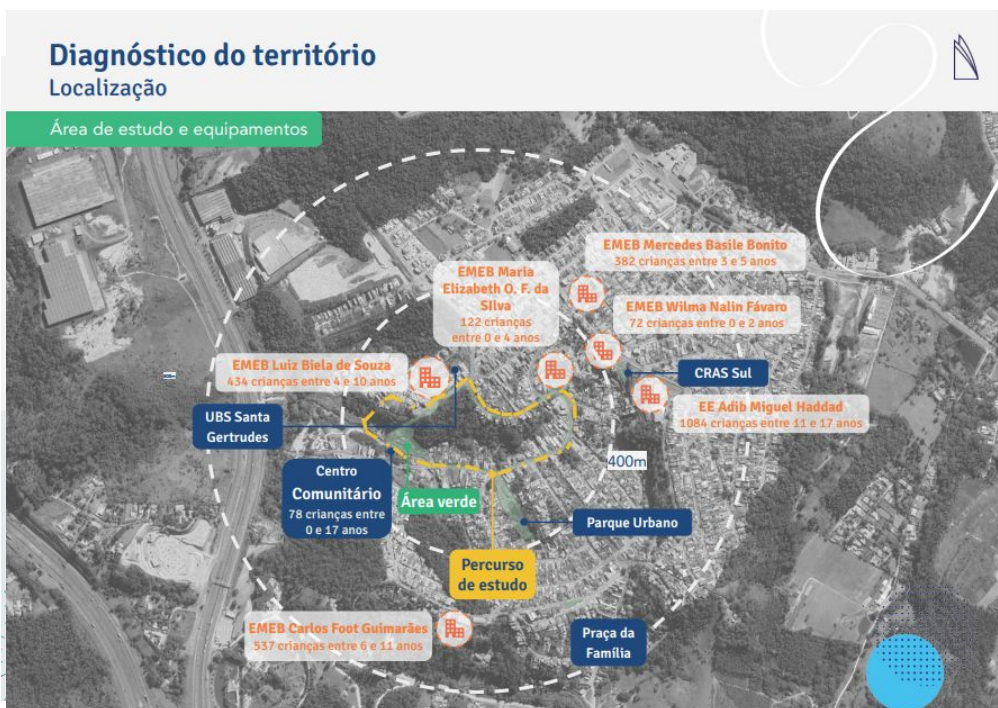 Diagnóstico do território
Localização
Área de estudo e equipamentos
EMEB Mercedes Basile Bonito
382 crianças entre 3 e 5 anos
EMEB Maria
Elizabeth O. F. da
SIlva
122 crianças
entre 0 e 4 anos
EMEB Wilma Nalin Fávaro
72 crianças entre 0 e 2 anos
EMEB Luiz Biela de Souza
434 crianças entre 4 e 10 anos
CRAS Sul
EE Adib Miguel Haddad
1084 crianças entre 11 e 17 anos
UBS Santa
Gertrudes
400m
Centro
Comunitário
78 crianças entre
0 e 17 anos
Área verde
Parque Urbano
Percurso
de estudo
EMEB Carlos Foot Guimarães
537 crianças entre 6 e 11 anos
Praça da
Família